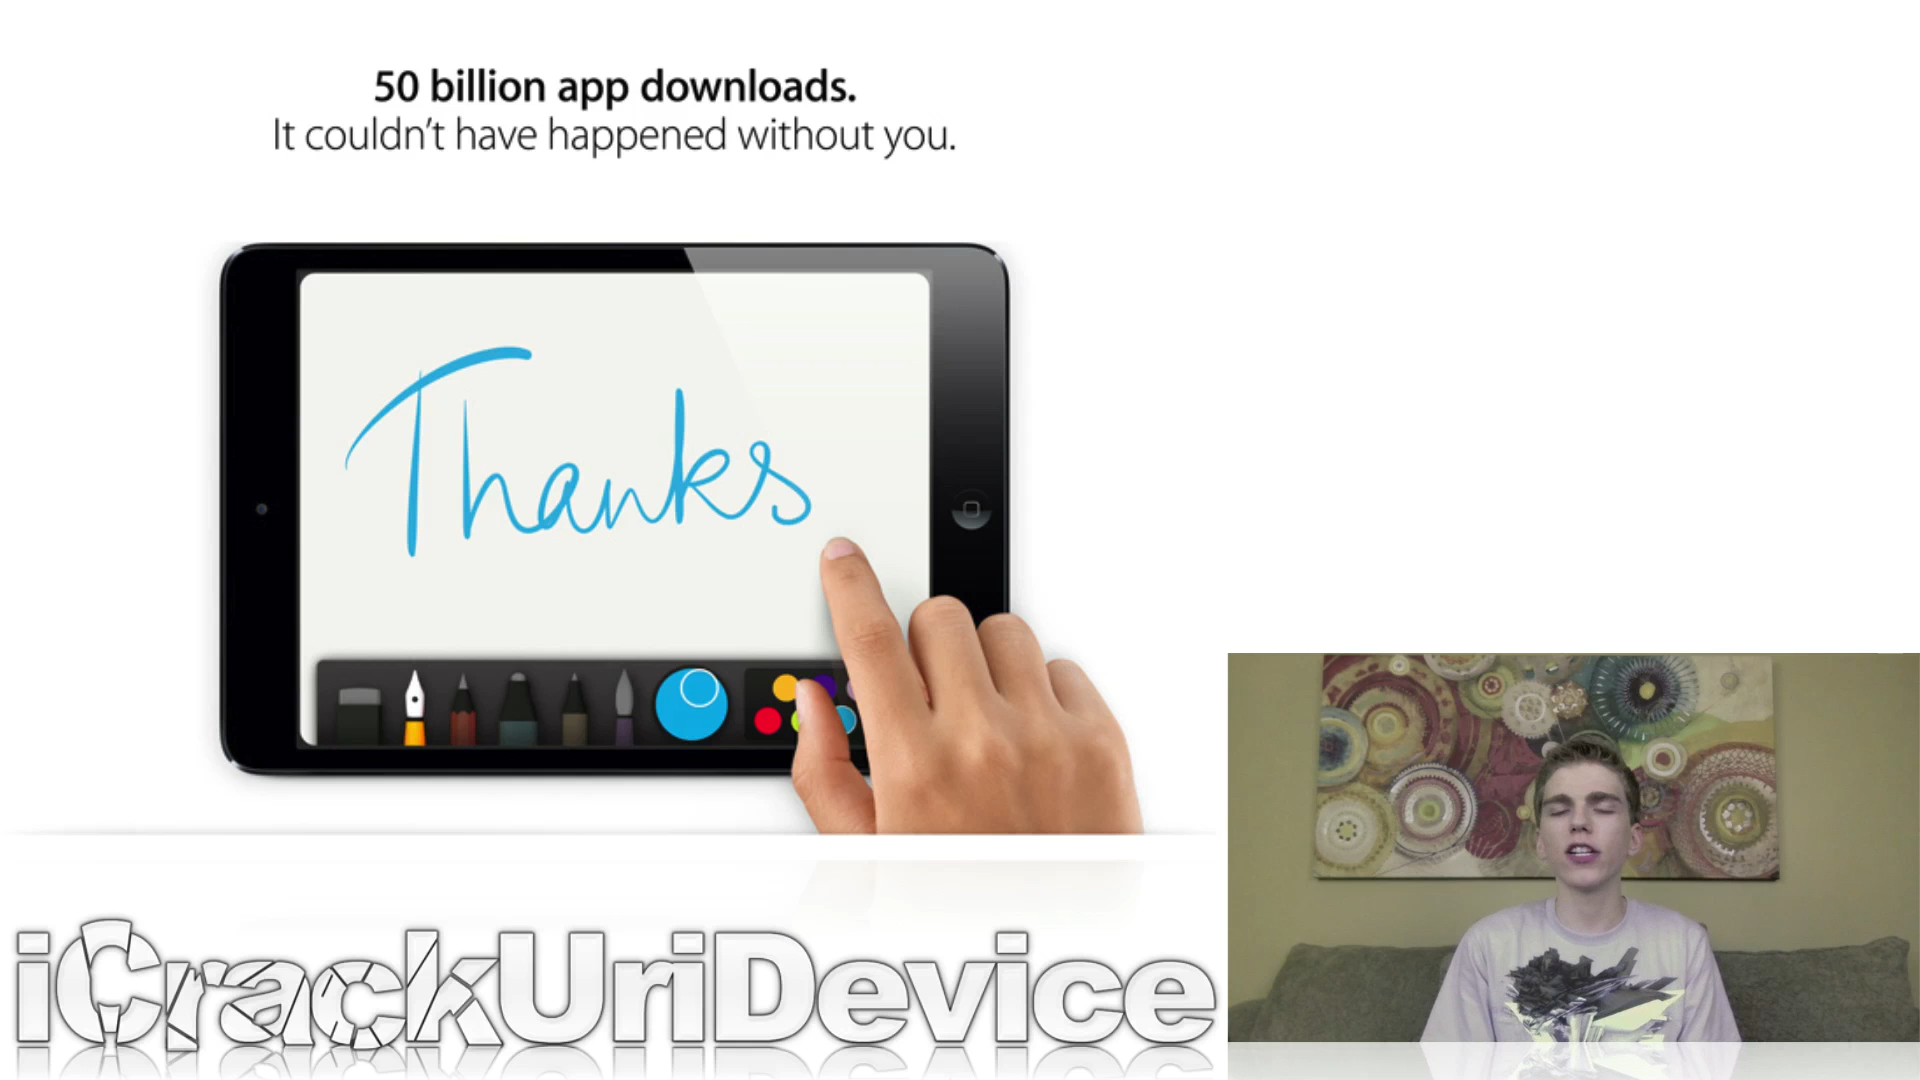 50 billion app downloads.
It couldn't have happened without you.
Thanks
iCrackUriDevice